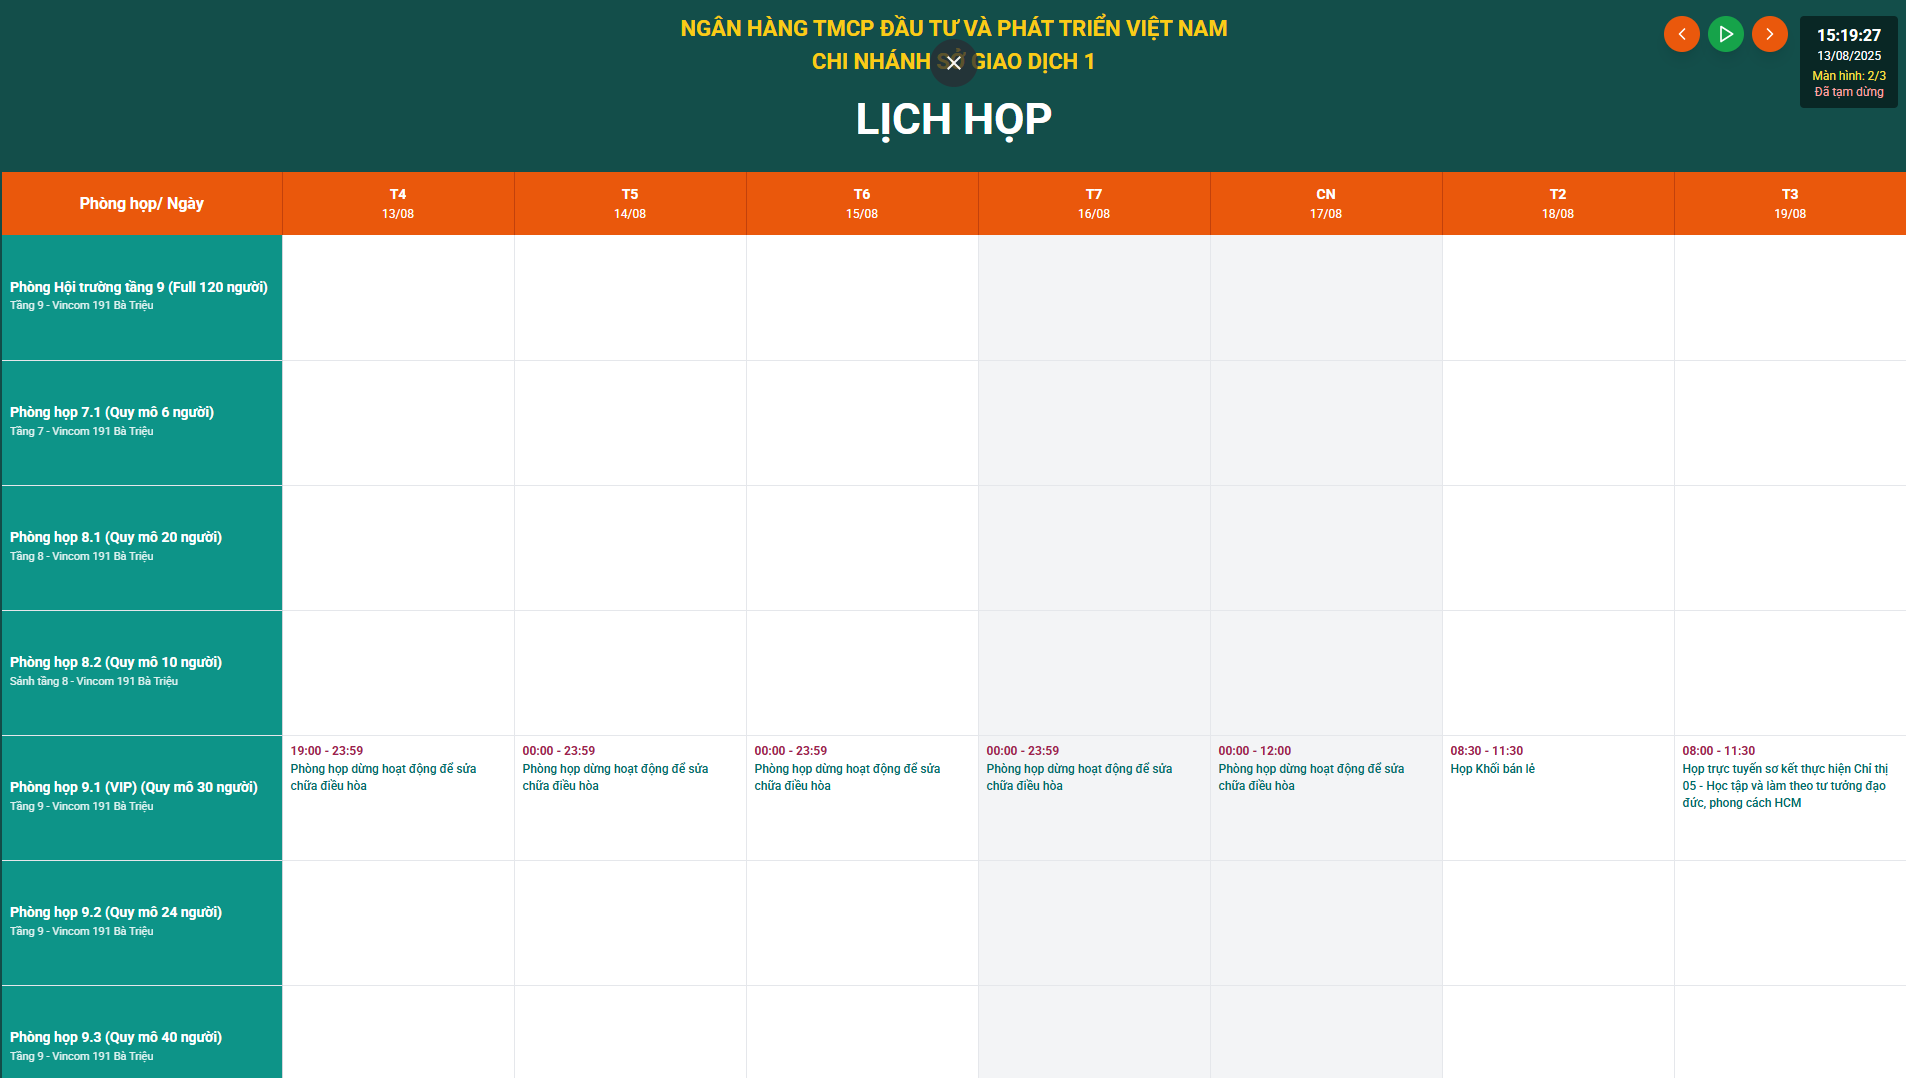 NGÂN HÀNG TMCP ĐẦU TƯ VÀ PHÁT TRIỂN VIỆT NAM
CHI NHÁNH SỞ GIAO DỊCH 1
LỊCH HỌP
15:19:27
13/08/2025
Màn hình: 2/3
Đã tạm dừng
Phòng họp/ Ngày
T4
13/08
T5
14/08
T6
15/08
T7
16/08
CN
17/08
T2
18/08
T3
19/08
Phòng Hội trường tầng 9 (Full 120 người)
Tầng 9 - Vincom 191 Bà Triệu
Phòng họp 7.1 (Quy mô 6 người)
Tầng 7 - Vincom 191 Bà Triệu
Phòng họp 8.1 (Quy mô 20 người)
Tầng 8 - Vincom 191 Bà Triệu
Phòng họp 8.2 (Quy mô 10 người)
Sảnh tầng 8 - Vincom 191 Bà Triệu
Phòng họp 9.1 (VIP) (Quy mô 30 người)
Tầng 9 - Vincom 191 Bà Triệu
19:00 - 23:59
Phòng họp dừng hoạt động để sửa
chữa điều hòa
00:00 - 23:59
Phòng họp dừng hoạt động để sửa
chữa điều hòa
00:00 - 23:59
Phòng họp dừng hoạt động để sửa
chữa điều hòa
00:00 - 23:59
Phòng họp dừng hoạt động để sửa
chữa điều hòa
00:00 - 12:00
Phòng họp dừng hoạt động để sửa
chữa điều hòa
08:30 - 11:30
Họp Khối bán lẻ
08:00 - 11:30
Họp trực tuyến sơ kết thực hiện Chỉ thị
05 - Học tập và làm theo tư tưởng đạo
đức, phong cách HCM
Phòng họp 9.2 (Quy mô 24 người)
Tầng 9 - Vincom 191 Bà Triệu
Phòng họp 9.3 (Quy mô 40 người)
Tầng 9 - Vincom 191 Bà Triệu